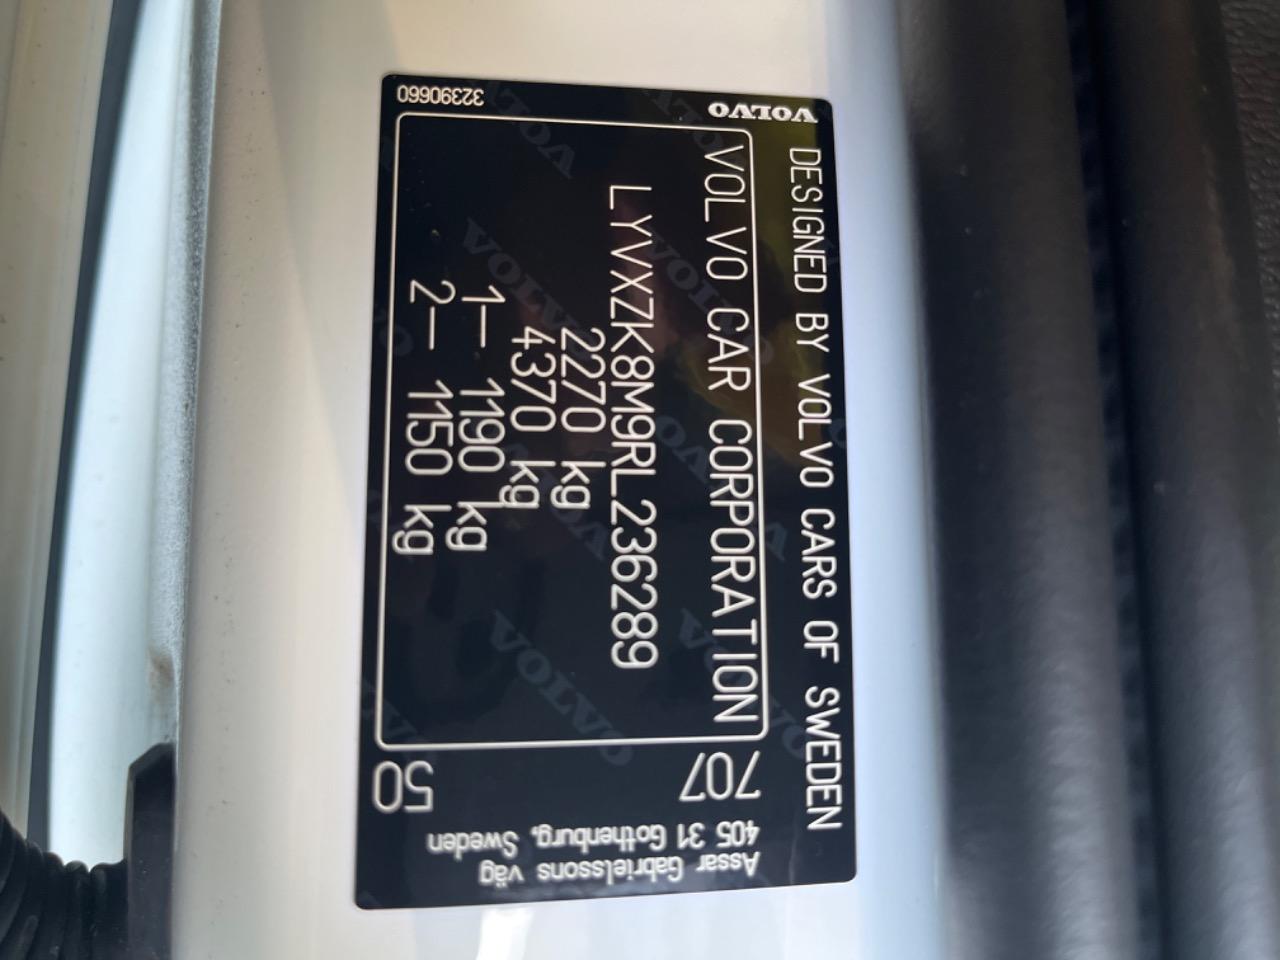 DESIGNED BY VOLVO CARS OF SWEDEN
VOLVO CAR CORPORATION
LYVXZK8M9RL236289
2270 kg
4370 kg
1— 1190 kg
2— 1150 kg
VOLVO
32390660
707
50
Assar Gabrielssons väg
405 31 Gothenburg, Sweden